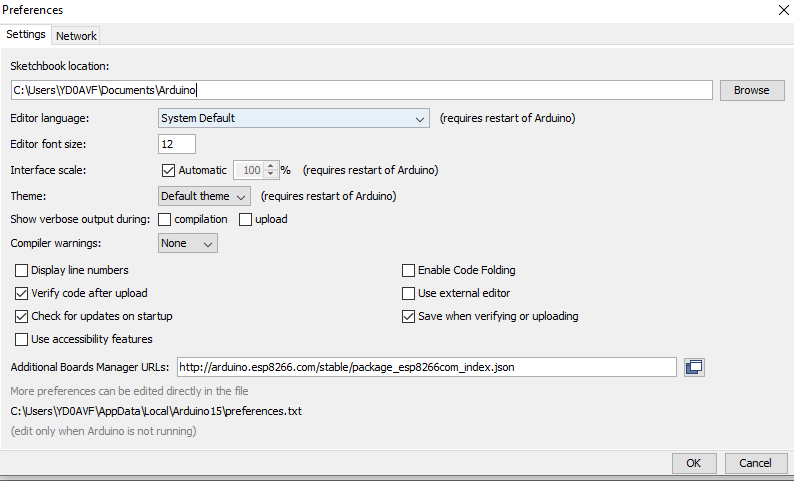 Preferences
Settings Network
Sketchbook location:
C:\Users\YD0AVF\Documents\Arduino Browse
Editor language: System Default (requires restart of Arduino)
Editor font size: 12
Interface scale: Automatic 100 % (requires restart of Arduino)
Theme: Default theme (requires restart of Arduino)
Show verbose output during: compilation upload
Compiler warnings: None
Display line numbers Enable Code Folding
Verify code after upload Use external editor
Check for updates on startup Save when verifying or uploading
Use accessibility features
Additional Boards Manager URLs: http://arduino.esp8266.com/stable/package_esp8266com_index.json
More preferences can be edited directly in the file
C:\Users\YD0AVF\AppData\Local\Arduino15\preferences.txt
(edit only when Arduino is not running)
OK Cancel